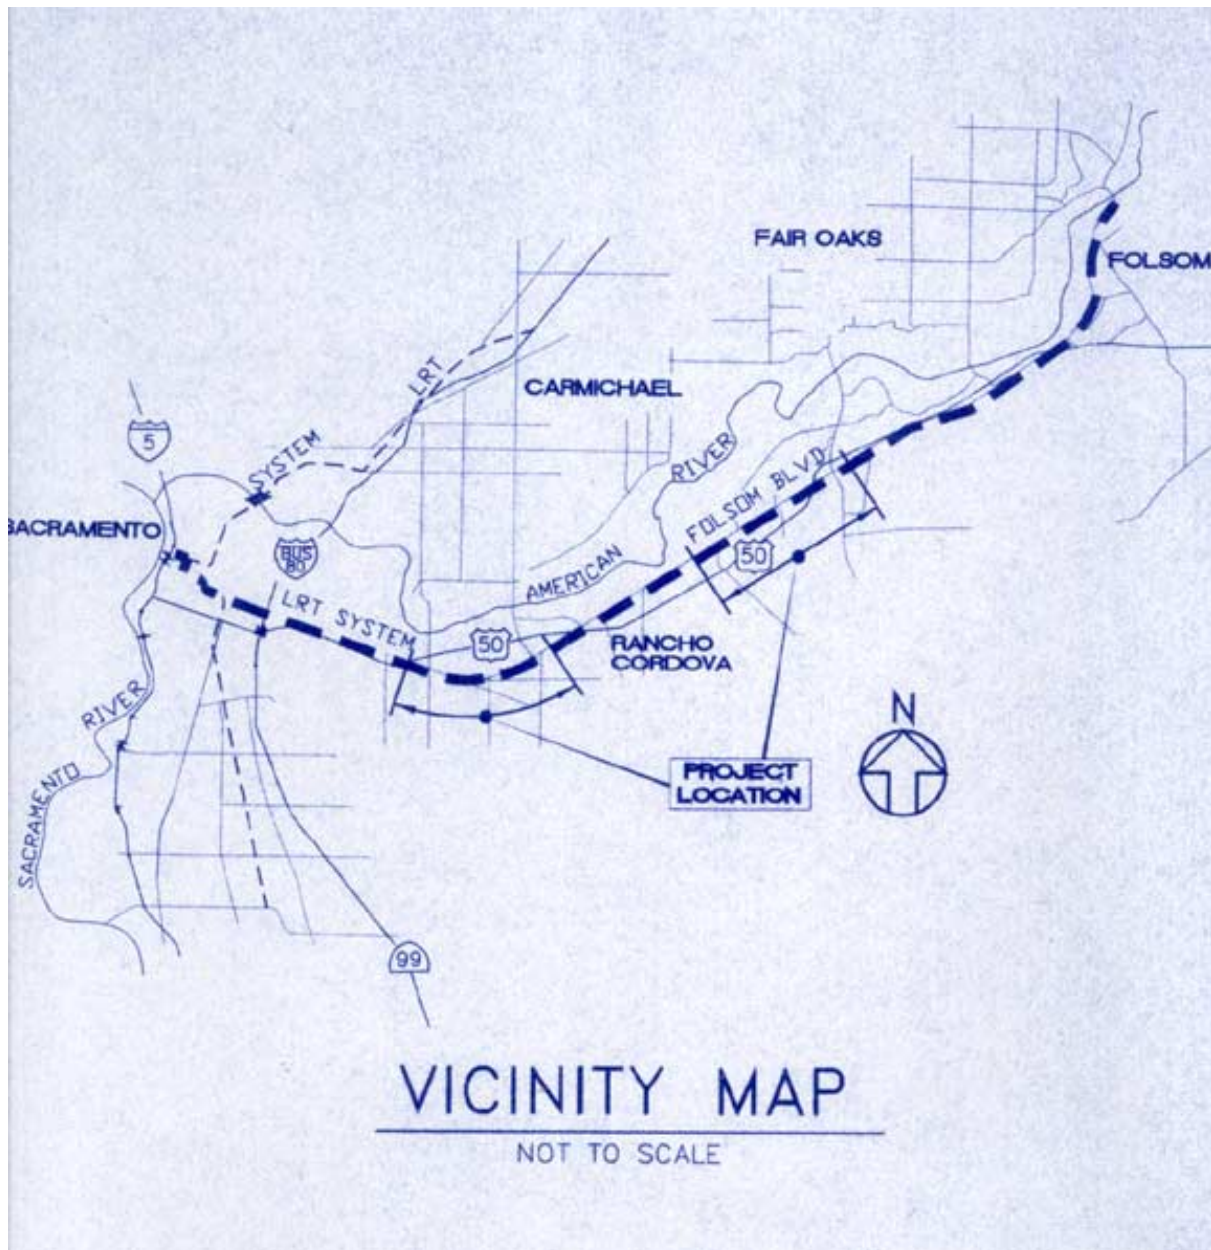 FAIR OAKS
FOLSOM
LRT
CARMICHAEL
5
SYSTEM
RIVER
FOLSOM BLVD.
SACRAMENTO
BUS
80
50
AMERICAN
LRT SYSTEM
50
RANCHO
CORDOVA
RIVER
SACRAMENTO
N
PROJECT
LOCATION
99
VICINITY MAP
NOT TO SCALE